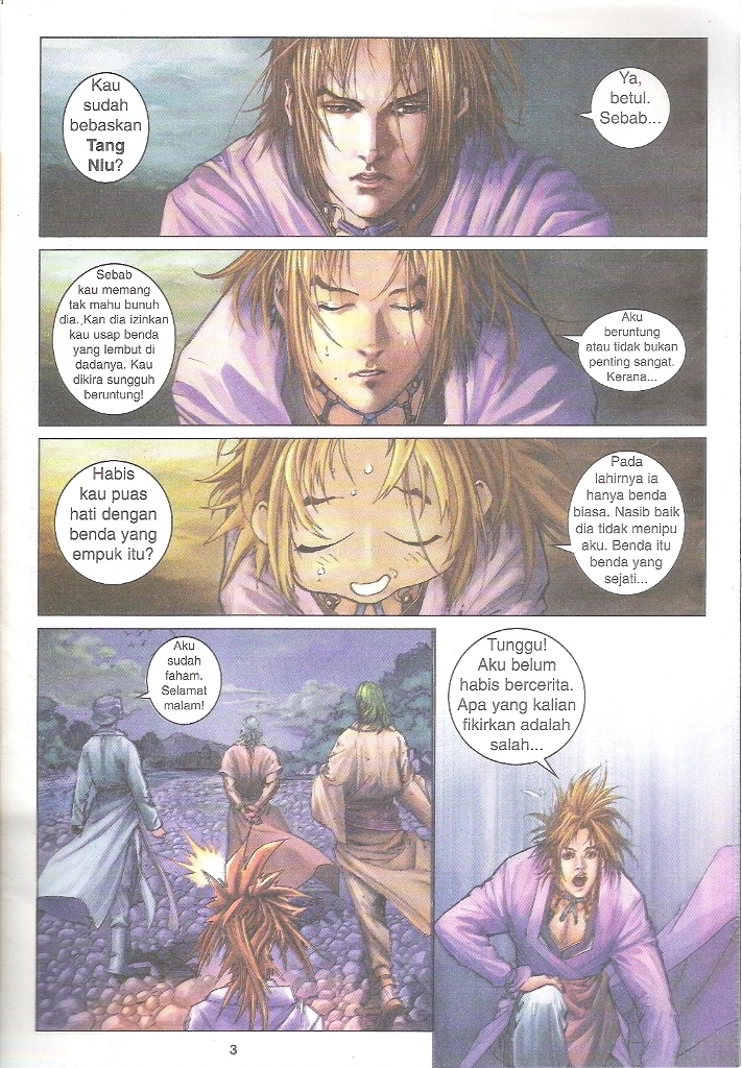 Kau
sudah
bebaskan
Tang
Niu?
Ya,
betul.
Sebab...
Sebab
kau memang
tak mahu bunuh
dia. Kan dia izinkan
kau usap benda
yang lembut di
dadanya. Kau
dikira sungguh
beruntung!
Aku
beruntung
atau tidak bukan
penting sangat.
Kerana...
Habis
kau puas
hati dengan
benda yang
empuk itu?
Pada
lahirnya ia
hanya benda
biasa. Nasib baik
dia tidak menipu
aku. Benda itu
benda yang
sejati...
Aku
sudah
faham.
Selamat
malam!
Tunggu!
Aku belum
habis bercerita.
Apa yang kalian
fikirkan adalah
salah...
3